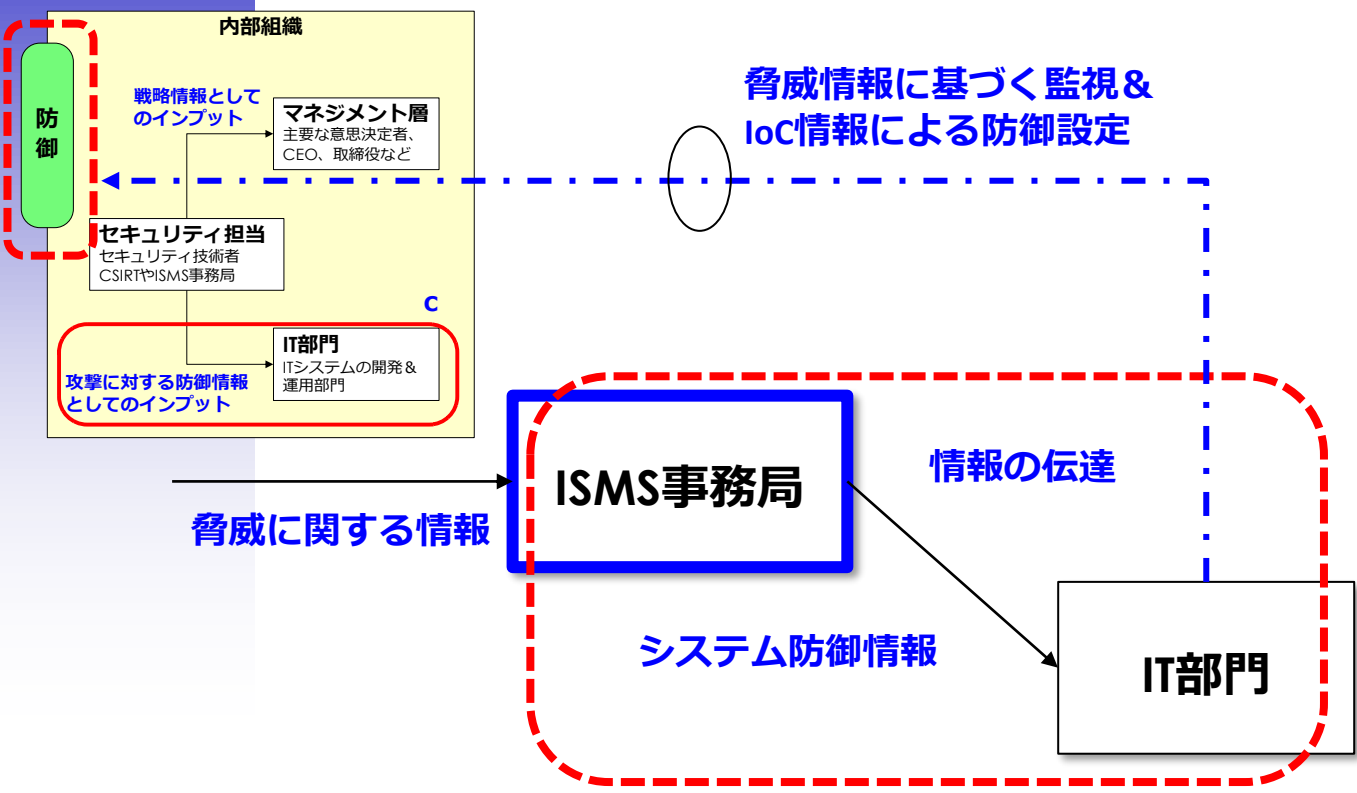 内部組織
防
御
戦略情報として
のインプット
マネジメント層
主要な意思決定者、
CEO、取締役など
セキュリティ担当
セキュリティ技術者
CSIRTやISMS事務局
C
IT部門
ITシステムの開発＆
運用部門
攻撃に対する防御情報
としてのインプット
脅威情報に基づく監視＆
IoC情報による防御設定
脅威に関する情報
ISMS事務局
情報の伝達
システム防御情報
IT部門